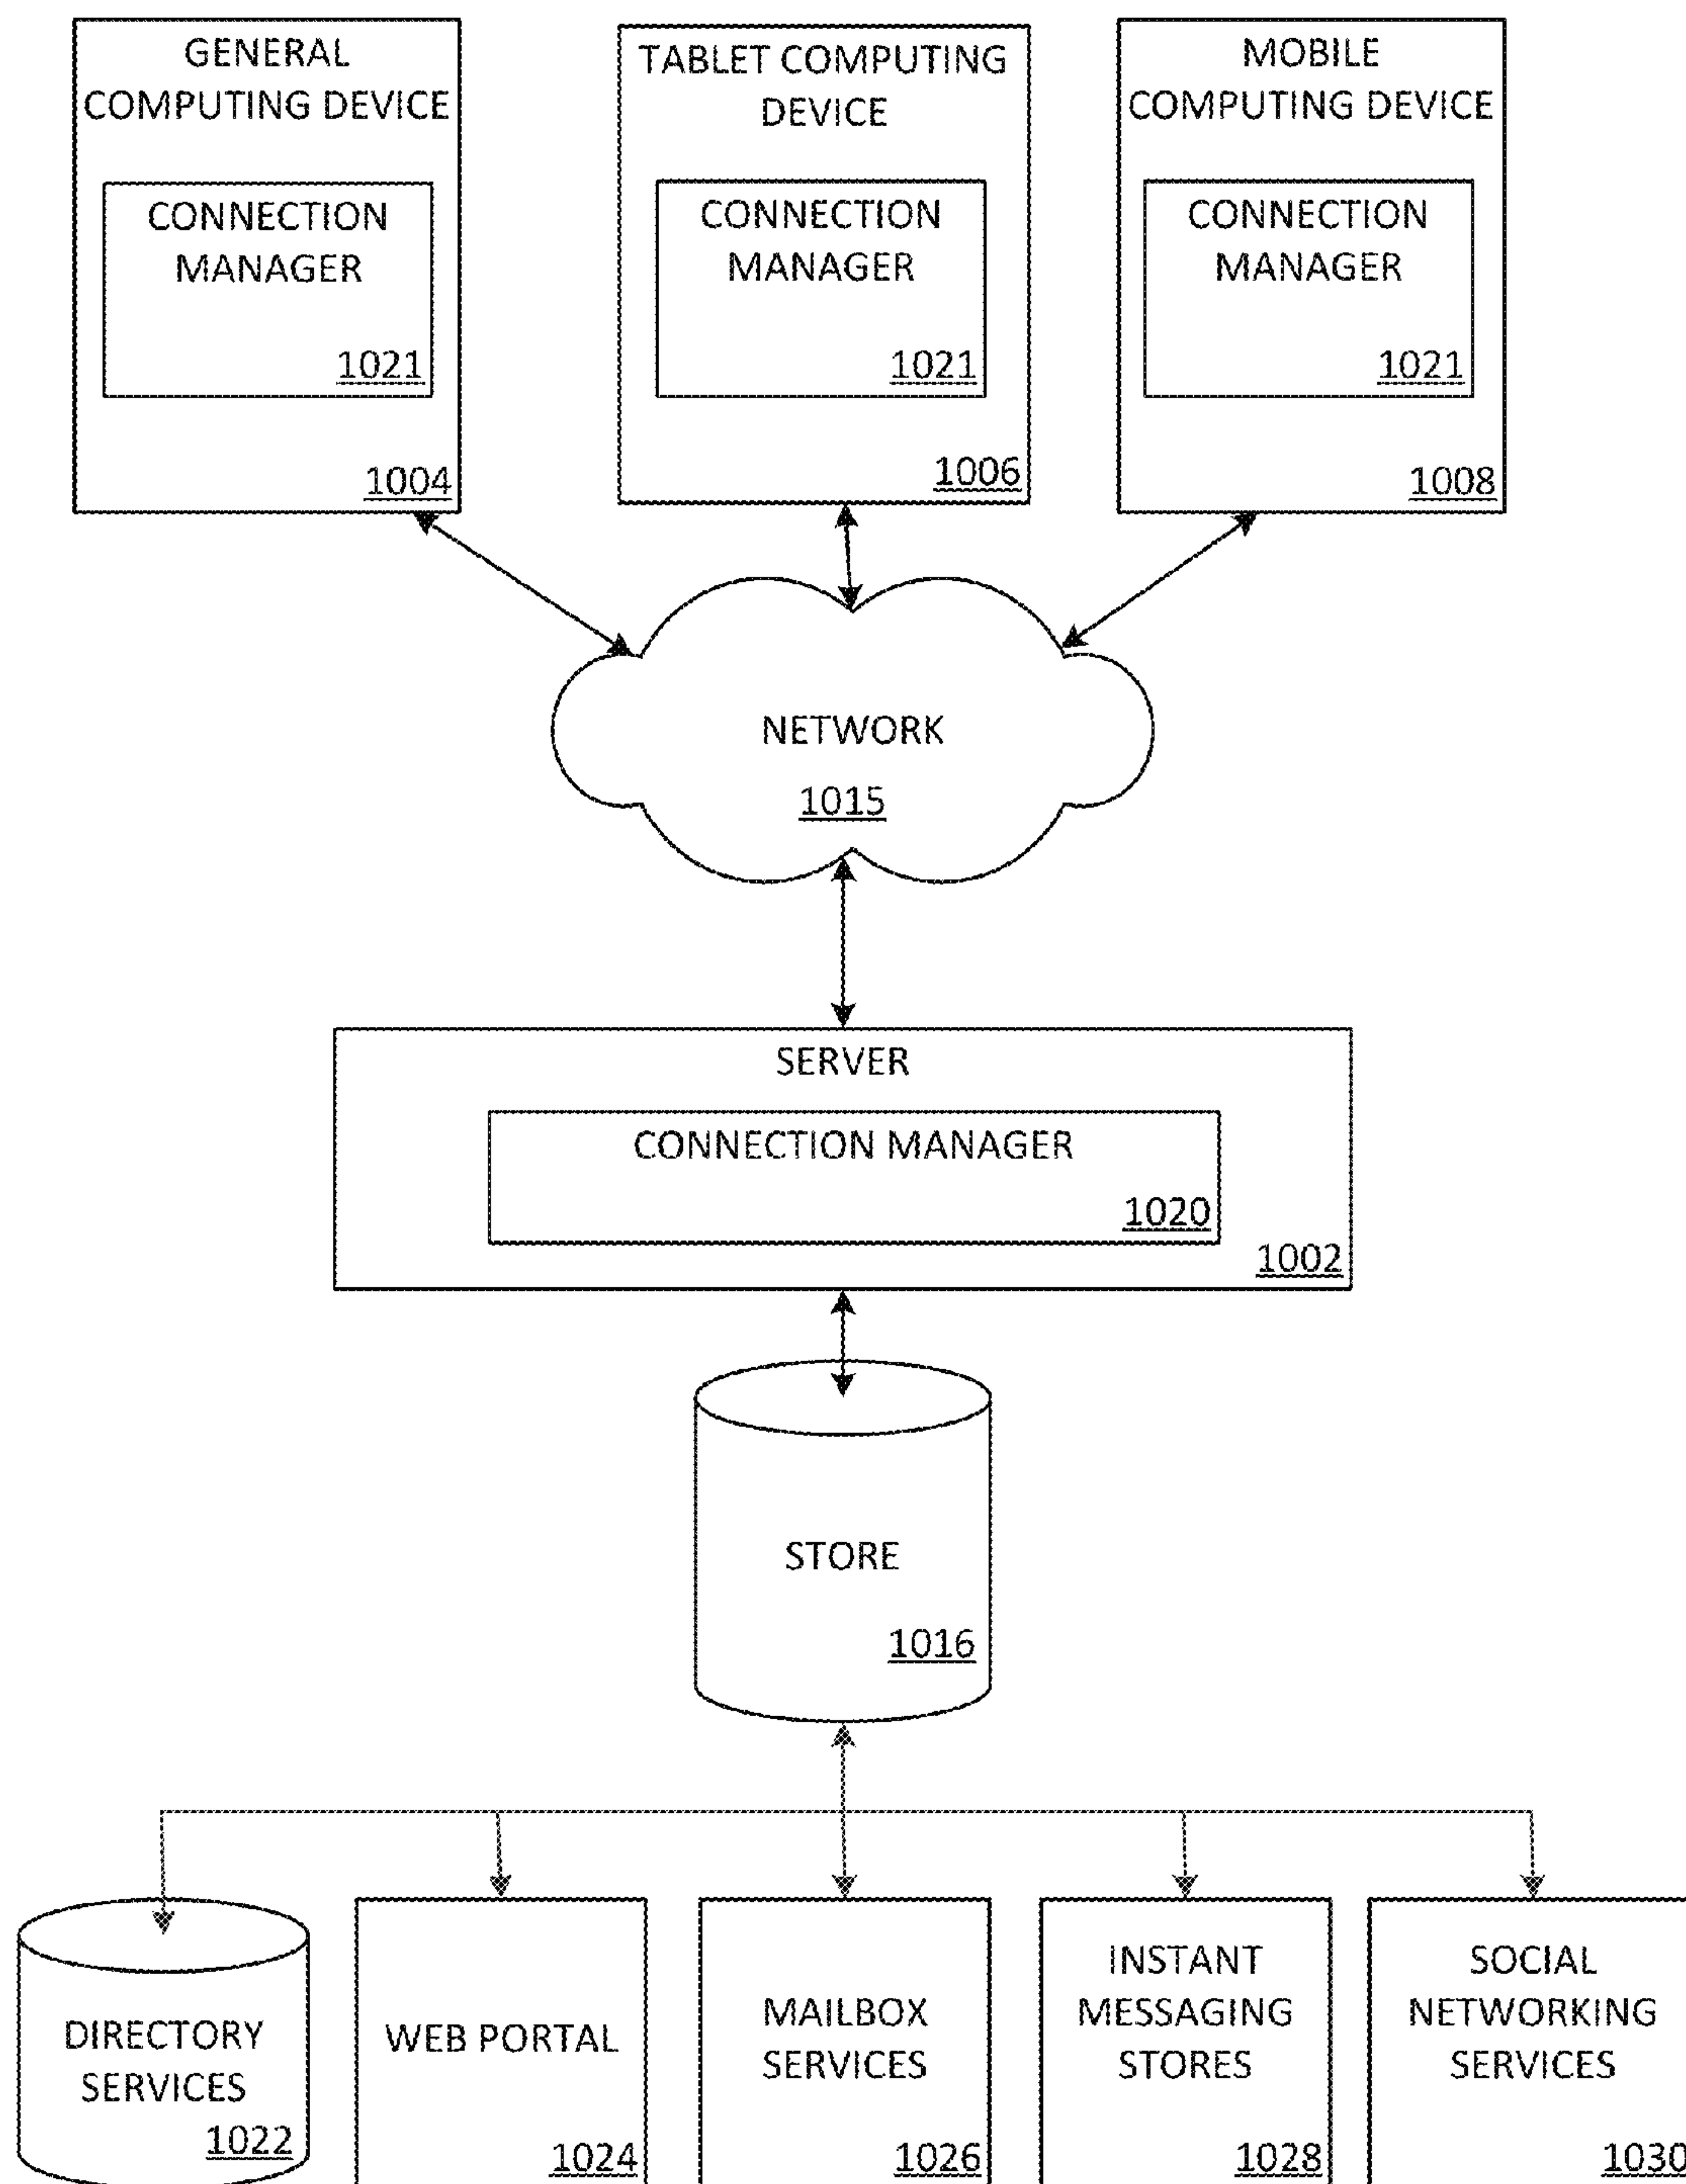 GENERAL
COMPUTING DEVICE
CONNECTION
MANAGER
1021
1004
TABLET COMPUTING
DEVICE
CONNECTION
MANAGER
1021
1006
MOBILE
COMPUTING DEVICE
CONNECTION
MANAGER
1021
1008
NETWORK
1015
SERVER
CONNECTION MANAGER
1020
1002
STORE
1016
DIRECTORY
SERVICES
1022
WEB PORTAL
1024
MAILBOX
SERVICES
1026
INSTANT
MESSAGING
STORES
1028
SOCIAL
NETWORKING
SERVICES
1030